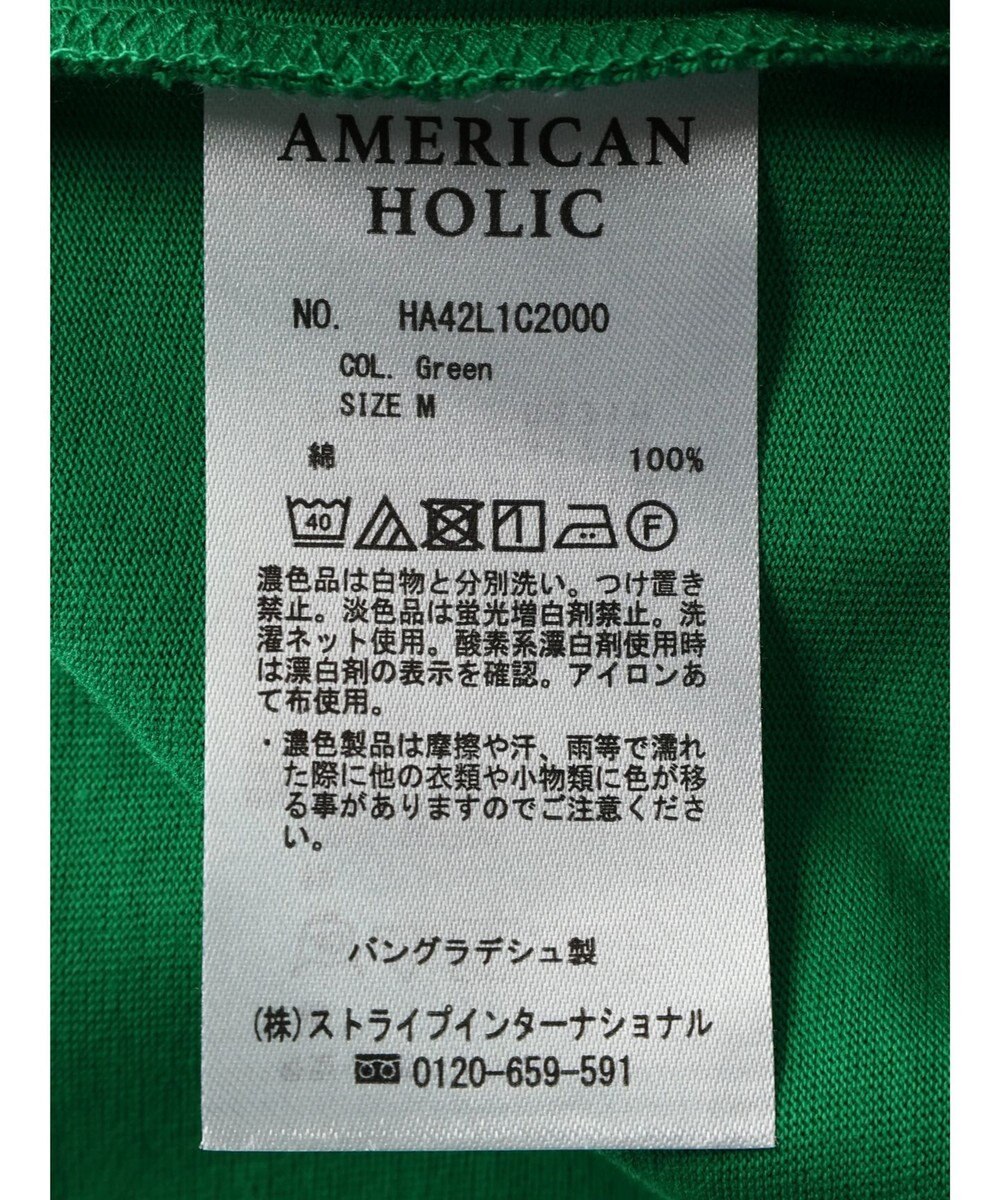 AMERICAN
HOLIC
NO. HA42L1C2000
COL. Green
SIZE M
綿 100%
40 F
濃色品は白物と分別洗い。つけ置き
禁止。淡色品は蛍光増白剤禁止。洗
濯ネット使用。酸素系漂白剤使用時
は漂白剤の表示を確認。アイロンあ
て布使用。
・濃色製品は摩擦や汗、雨等で濡れ
た際に他の衣類や小物類に色が移
る事がありますのでご注意くださ
い。
バングラデシュ製
(株)ストライプインターナショナル
0120-659-591